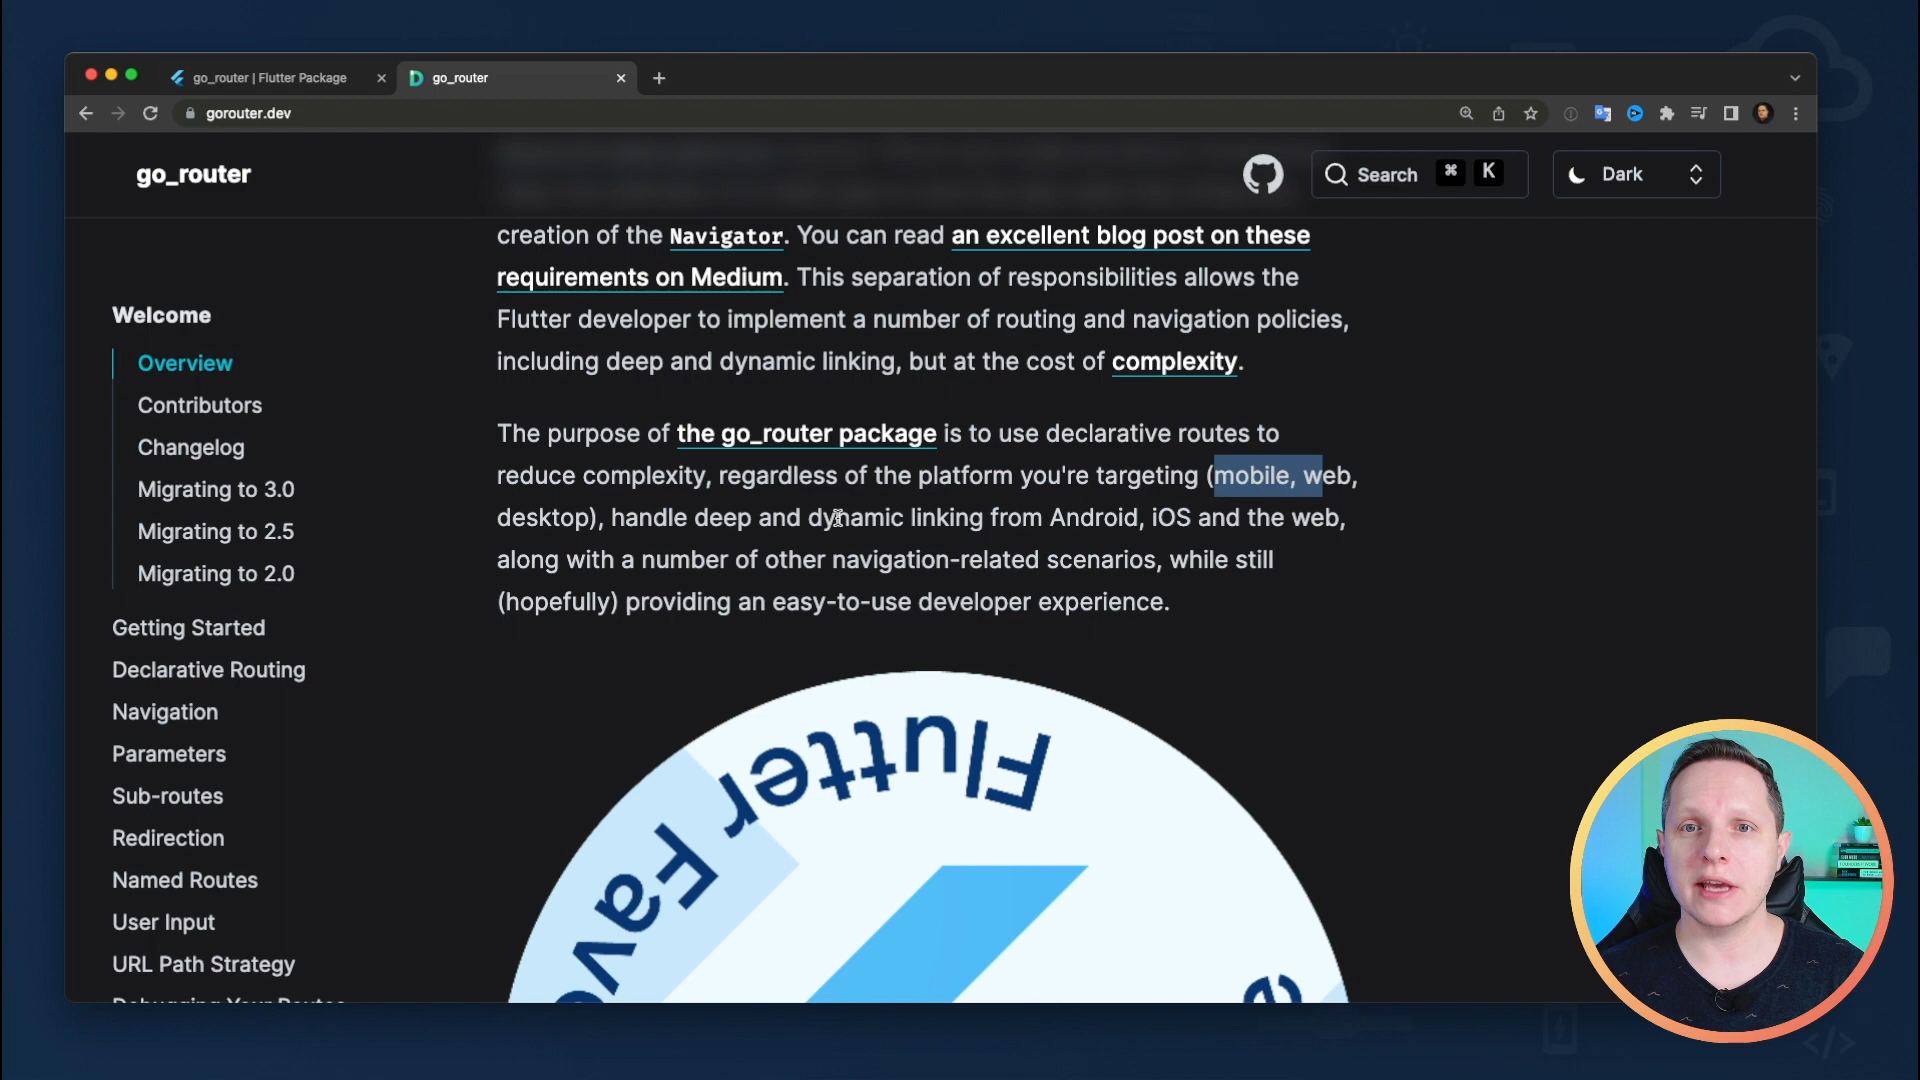 go_router | Flutter Package
go_router
gorouter.dev
go_router
Search ⌘ K
Dark
creation of the Navigator. You can read an excellent blog post on these
requirements on Medium. This separation of responsibilities allows the
Flutter developer to implement a number of routing and navigation policies,
including deep and dynamic linking, but at the cost of complexity.
The purpose of the go_router package is to use declarative routes to
reduce complexity, regardless of the platform you're targeting (mobile, web,
desktop), handle deep and dynamic linking from Android, iOS and the web,
along with a number of other navigation-related scenarios, while still
(hopefully) providing an easy-to-use developer experience.
Welcome
Overview
Contributors
Changelog
Migrating to 3.0
Migrating to 2.5
Migrating to 2.0
Getting Started
Declarative Routing
Navigation
Parameters
Sub-routes
Redirection
Named Routes
User Input
URL Path Strategy
Debugging Your Routes
Flutter